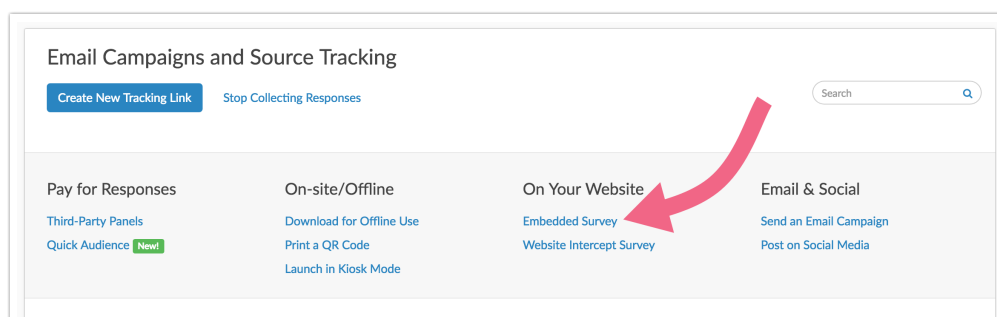 Email Campaigns and Source Tracking
Create New Tracking Link
Stop Collecting Responses
Search
Pay for Responses
Third-Party Panels
Quick Audience New!
On-site/Offline
Download for Offline Use
Print a QR Code
Launch in Kiosk Mode
On Your Website
Embedded Survey
Website Intercept Survey
Email & Social
Send an Email Campaign
Post on Social Media